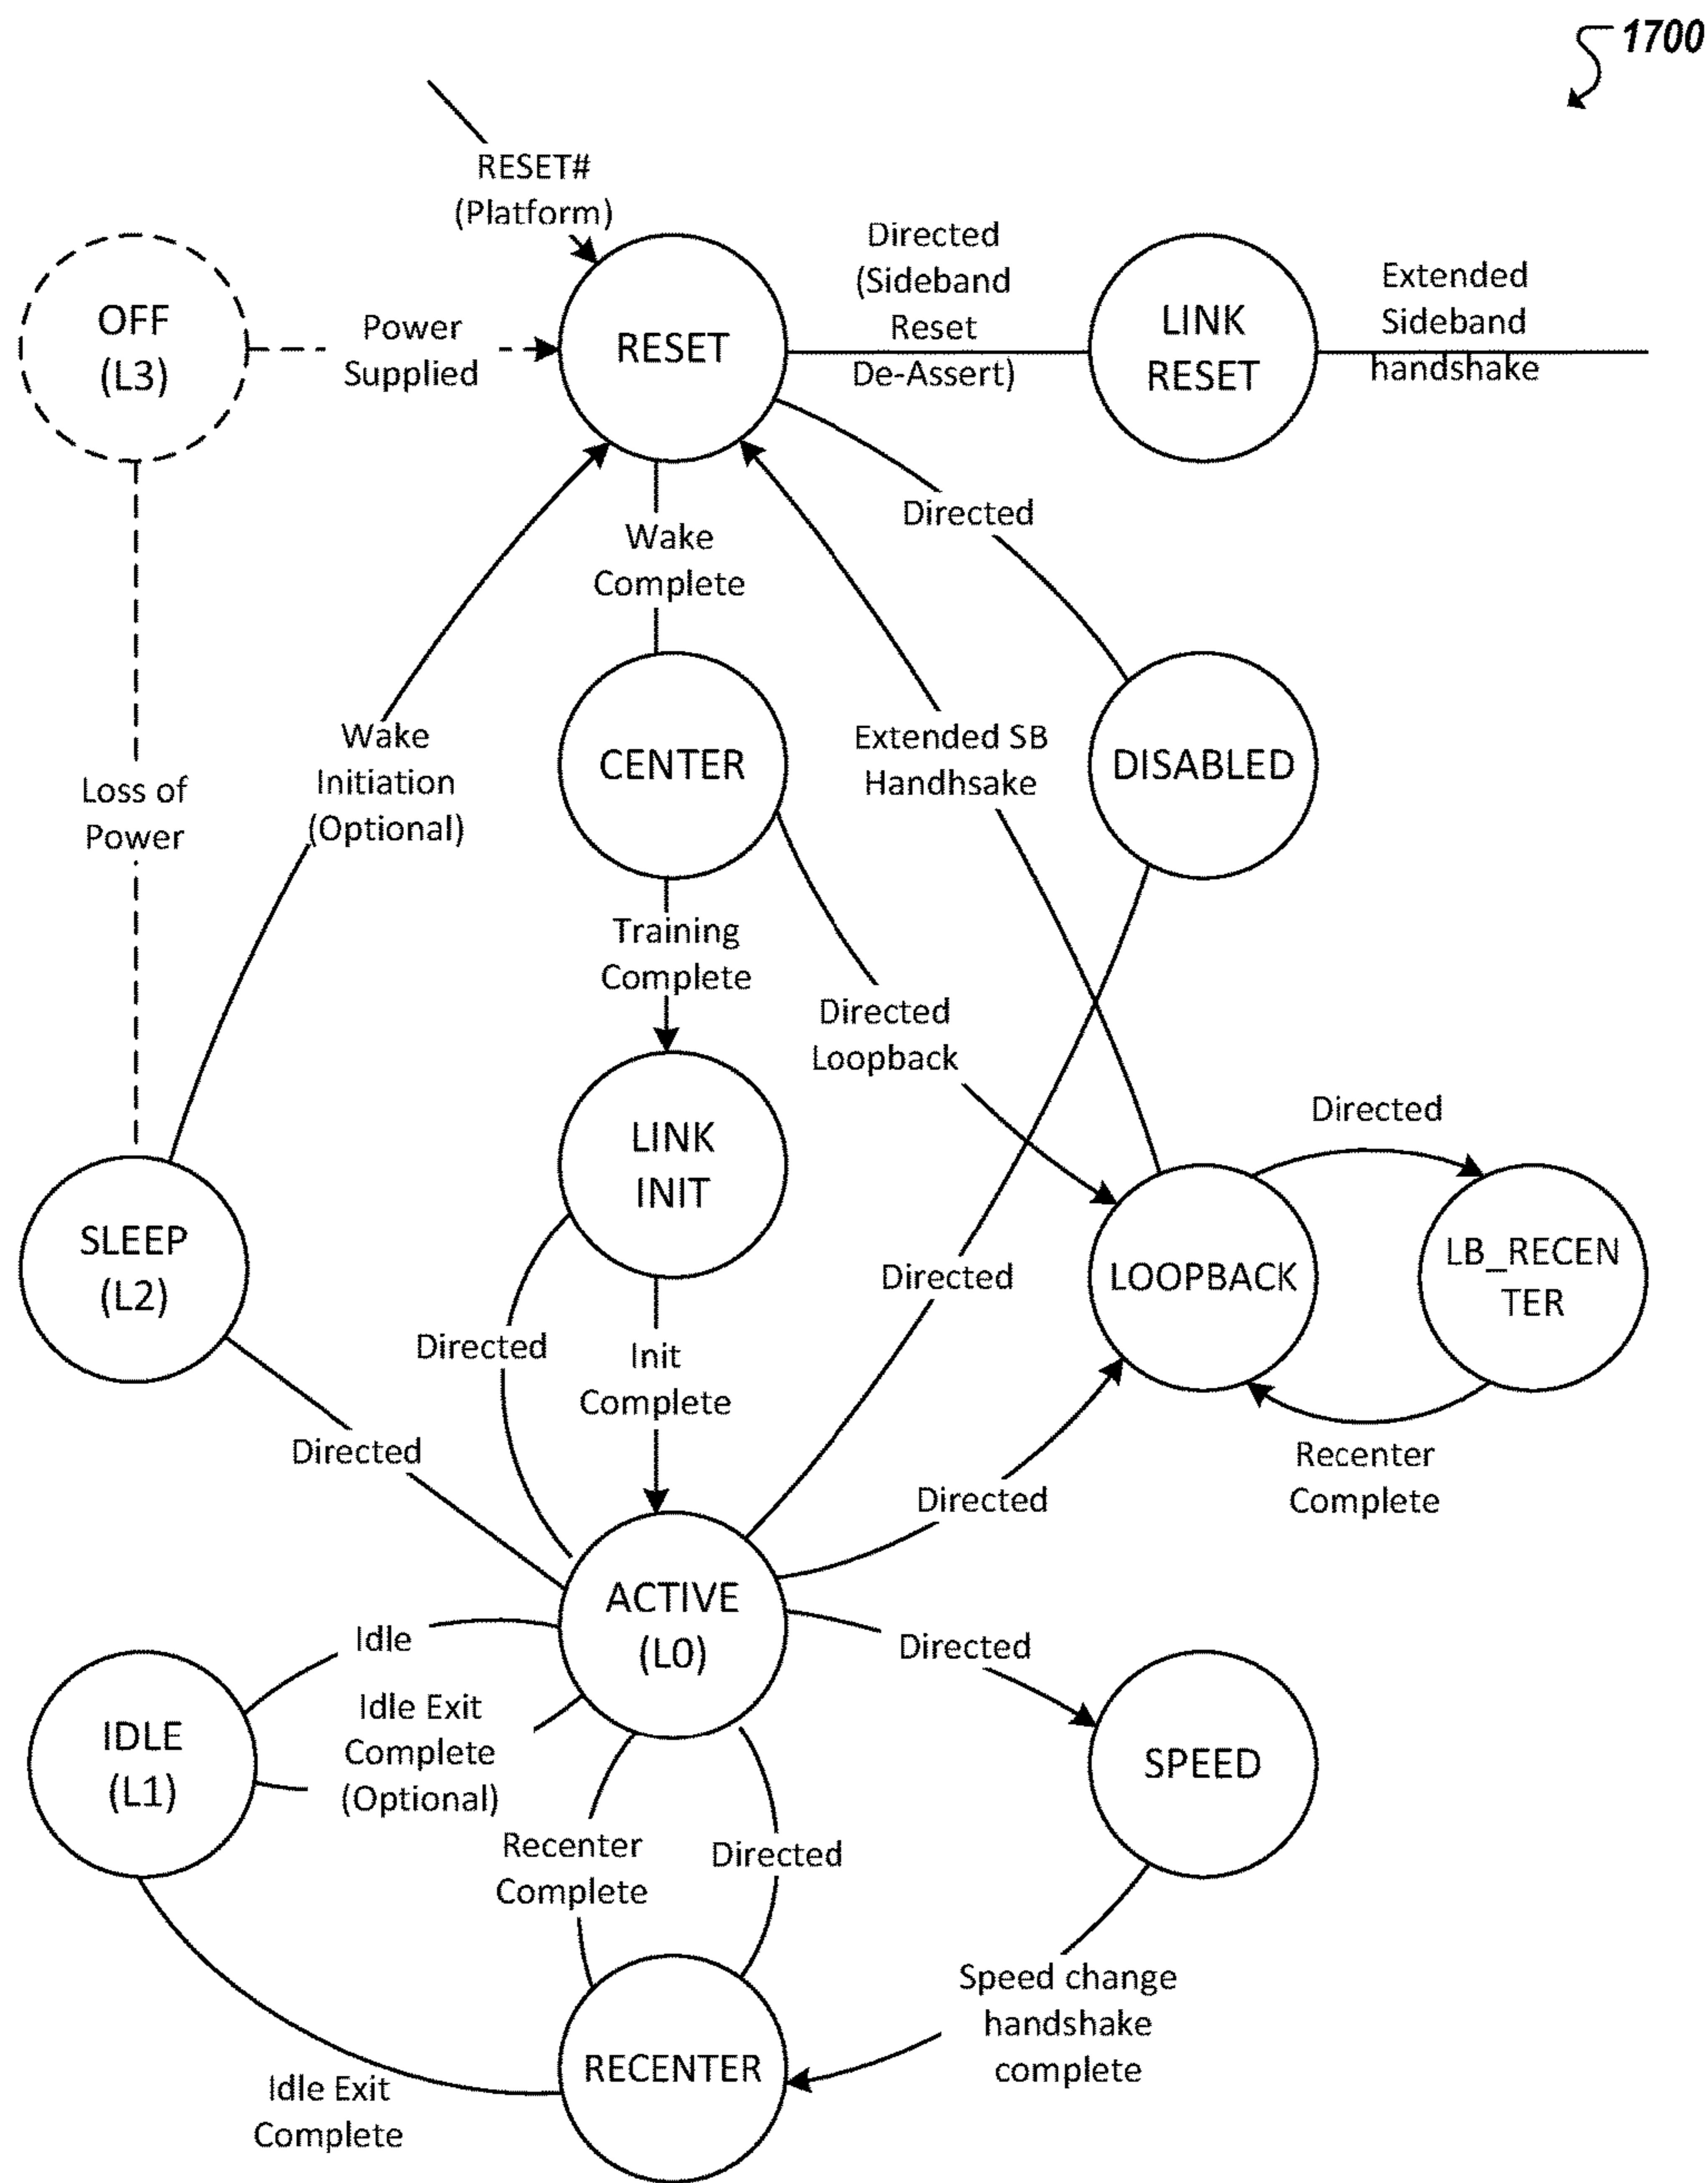 1700
RESET#
(Platform)
OFF
(L3)
Power
Supplied
RESET
Directed
(Sideband
Reset
De-Assert)
LINK
RESET
Extended
Sideband
handshake
Directed
Wake
Complete
Loss of
Power
Wake
Initiation
(Optional)
CENTER
Extended SB
Handhsake
DISABLED
Training
Complete
Directed
Loopback
LINK
INIT
Directed
SLEEP
(L2)
Directed
LOOPBACK
LB_RECEN
TER
Directed
Init
Complete
Directed
Directed
Recenter
Complete
ACTIVE
(L0)
Idle
Directed
IDLE
(L1)
Idle Exit
Complete
(Optional)
SPEED
Recenter
Complete
Directed
Speed change
handshake
complete
RECENTER
Idle Exit
Complete